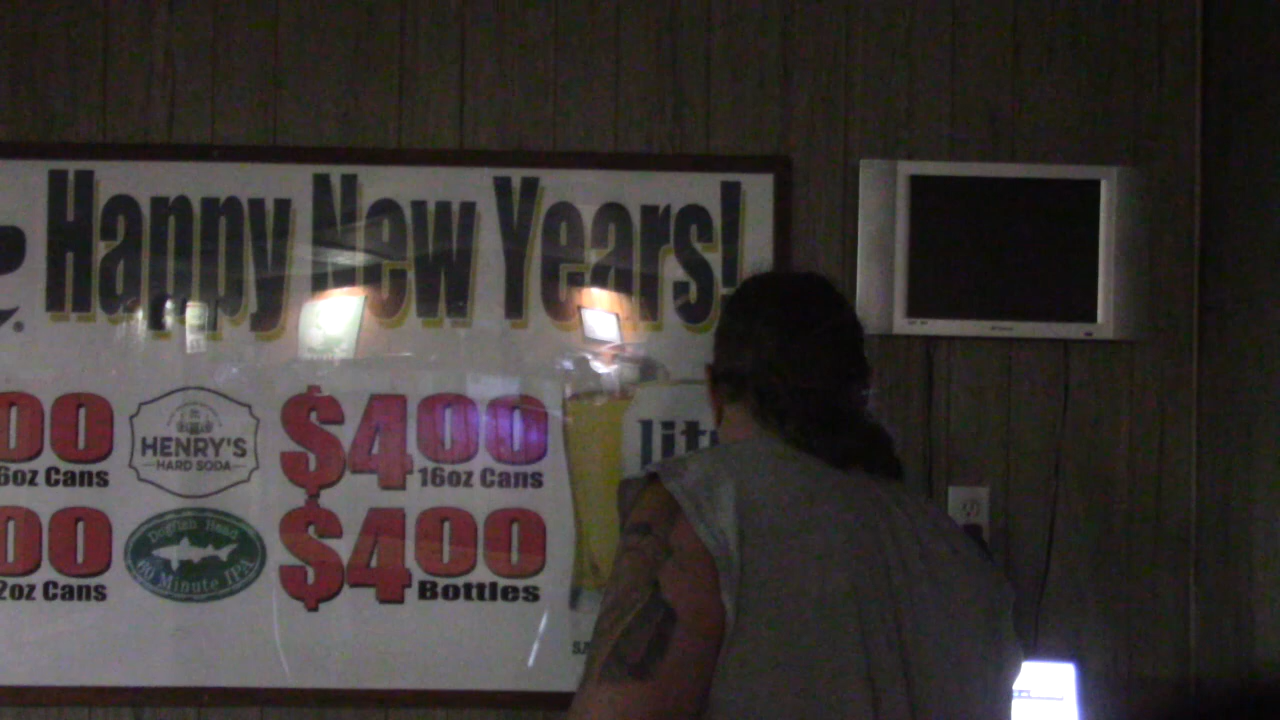 Happy New Years!
00
6oz Cans
HENRY'S
HARD SODA
$400
16oz Cans
lit
00
2oz Cans
Dogfish Head
60 Minute IPA
$400
Bottles